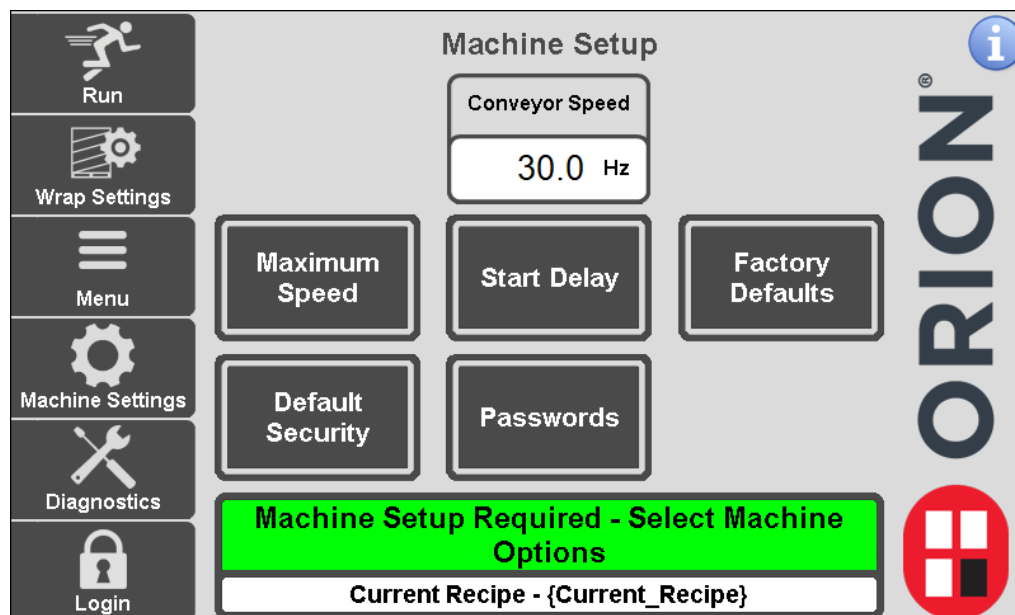 Run
Wrap Settings
Menu
Machine Settings
Diagnostics
Login
Machine Setup
Conveyor Speed
30.0 Hz
Maximum
Speed
Start Delay
Factory
Defaults
Default
Security
Passwords
Machine Setup Required - Select Machine
Options
Current Recipe - {Current_Recipe}
i
ORION®